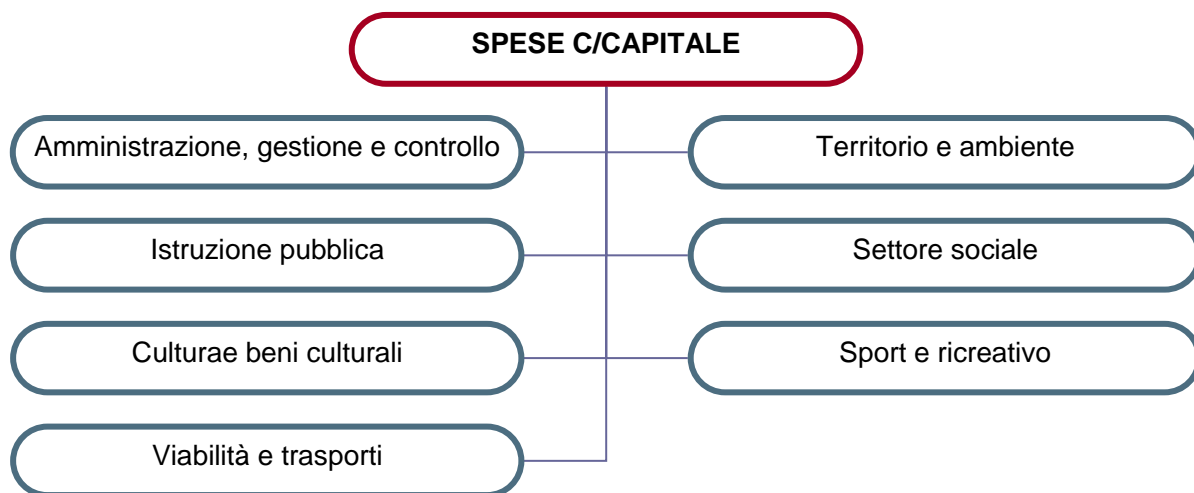 SPESE C/CAPITALE
Amministrazione, gestione e controllo
Territorio e ambiente
Istruzione pubblica
Settore sociale
Culturae beni culturali
Sport e ricreativo
Viabilità e trasporti